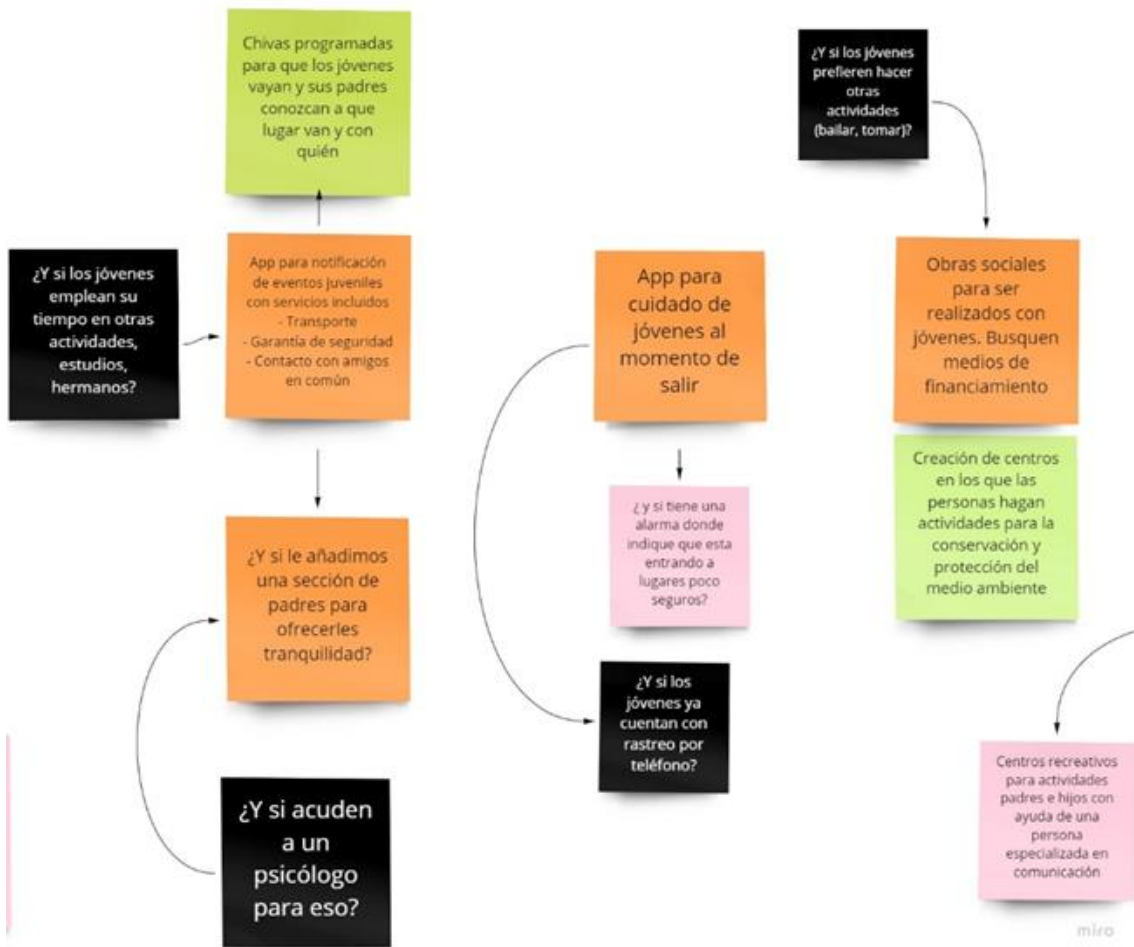 Chivas programadas
para que los jóvenes
vayan y sus padres
conozcan a que
lugar van y con
quién
¿Y si los jóvenes
prefieren hacer
otras
actividades
(bailar, tomar)?
¿Y si los jóvenes
emplean su
tiempo en otras
actividades,
estudios,
hermanos?
App para notificación
de eventos juveniles
con servicios incluidos
- Transporte
- Garantía de seguridad
- Contacto con amigos
en común
App para
cuidado de
jóvenes al
momento de
salir
Obras sociales
para ser
realizados con
jóvenes. Busquen
medios de
financiamiento
Creación de centros
en los que las
personas hagan
actividades para la
conservación y
protección del
medio ambiente
¿ y si tiene una
alarma donde
indique que esta
entrando a
lugares poco
seguros?
¿Y si le añadimos
una sección de
padres para
ofrecerles
tranquilidad?
¿Y si los
jóvenes ya
cuentan con
rastreo por
teléfono?
¿Y si acuden
a un
psicólogo
para eso?
Centros recreativos
para actividades
padres e hijos con
ayuda de una
persona
especializada en
comunicación
miro